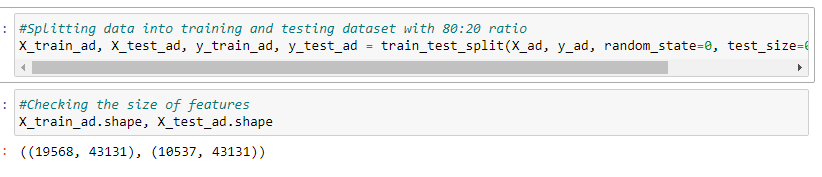 : #Splitting data into training and testing dataset with 80:20 ratio
X_train_ad, X_test_ad, y_train_ad, y_test_ad = train_test_split(X_ad, y_ad, random_state=0, test_size=
: #Checking the size of features
X_train_ad.shape, X_test_ad.shape
: ((19568, 43131), (10537, 43131))